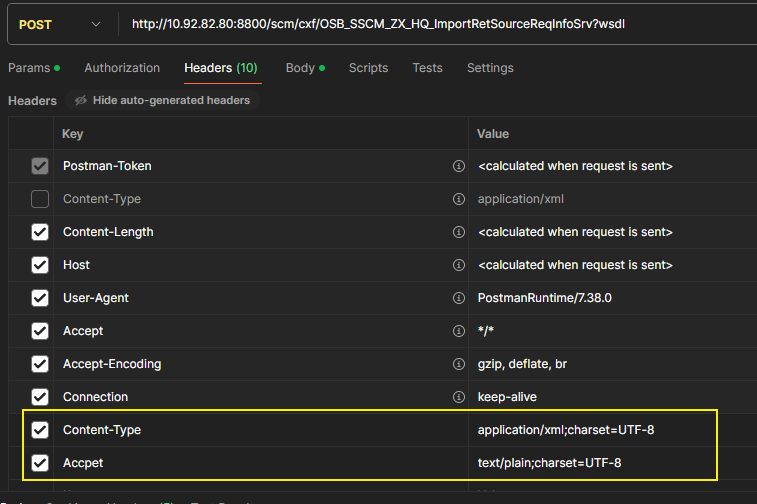 POST http://10.92.82.80:8800/scm/cxf/OSB_SSCM_ZX_HQ_ImportRetSourceReqInfoSrv?wsdl
Params Authorization Headers (10) Body Scripts Tests Settings
Headers Hide auto-generated headers
Key Value
Postman-Token <calculated when request is sent>
Content-Type application/xml
Content-Length <calculated when request is sent>
Host <calculated when request is sent>
User-Agent PostmanRuntime/7.38.0
Accept */*
Accept-Encoding gzip, deflate, br
Connection keep-alive
Content-Type application/xml;charset=UTF-8
Accpet text/plain;charset=UTF-8